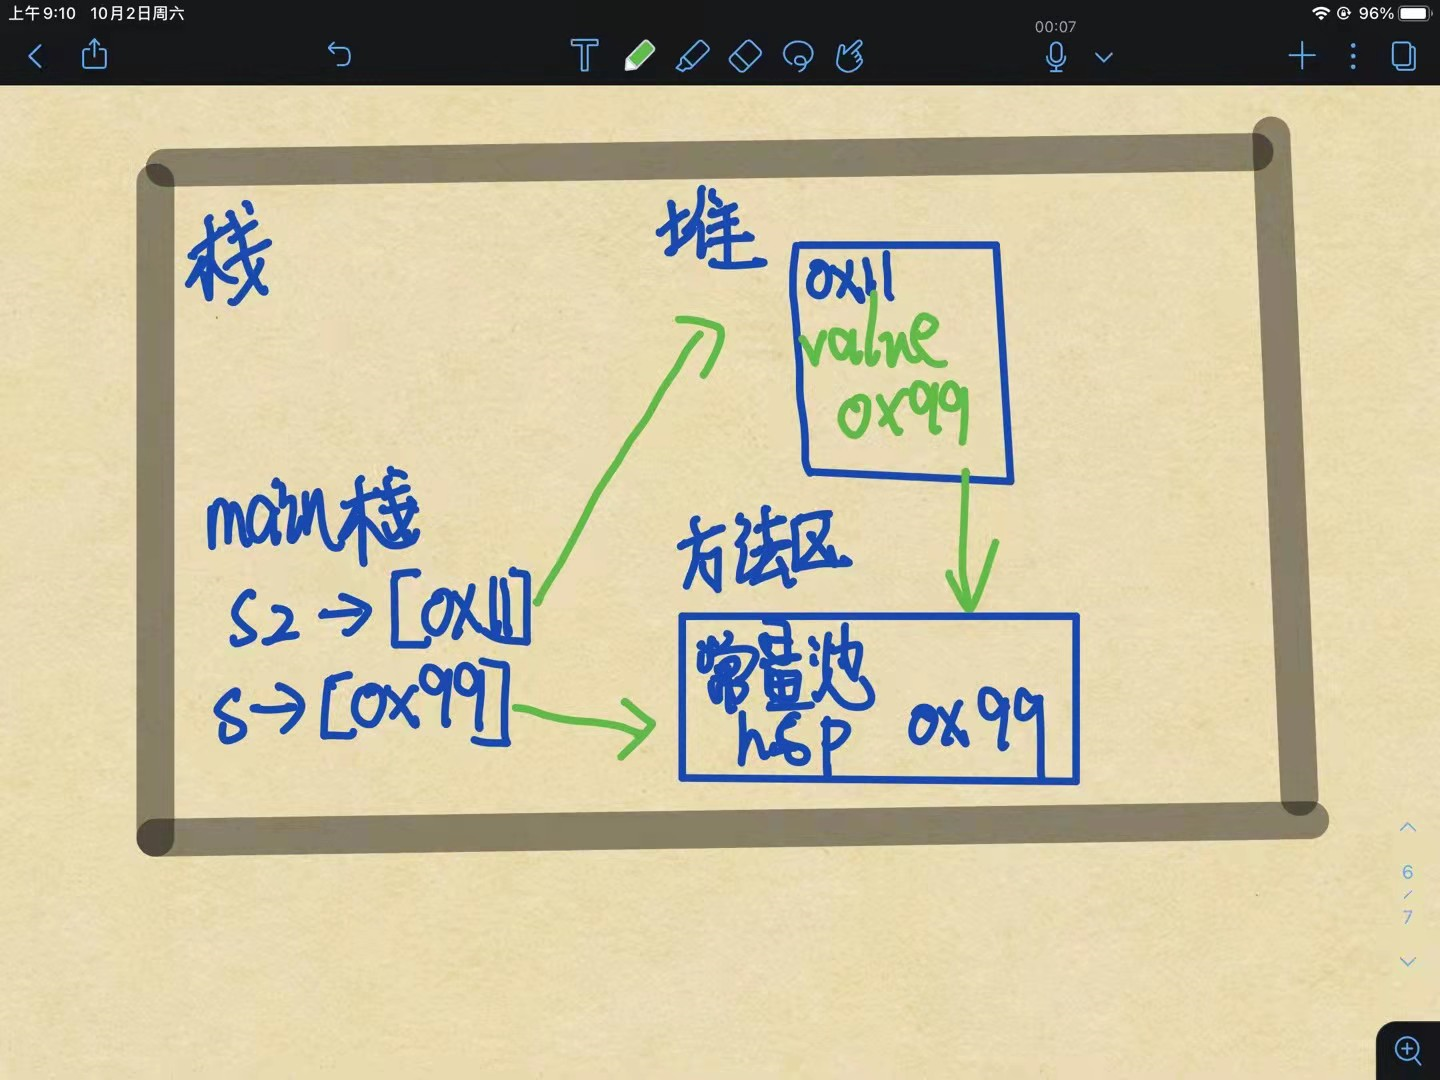 上午9:10 10月2日周六
96%
00:07
T
栈
堆
0x11
value
0x99
main栈
s2→[0x11]
s→[0x99]
方法区
常量池
hsp 0x99
6
/
7